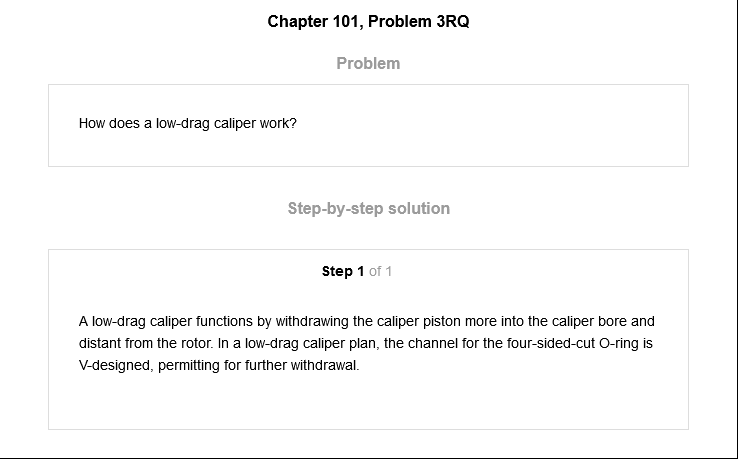 Chapter 101, Problem 3RQ
Problem
How does a low-drag caliper work?
Step-by-step solution
Step 1 of 1
A low-drag caliper functions by withdrawing the caliper piston more into the caliper bore and
distant from the rotor. In a low-drag caliper plan, the channel for the four-sided-cut O-ring is
V-designed, permitting for further withdrawal.